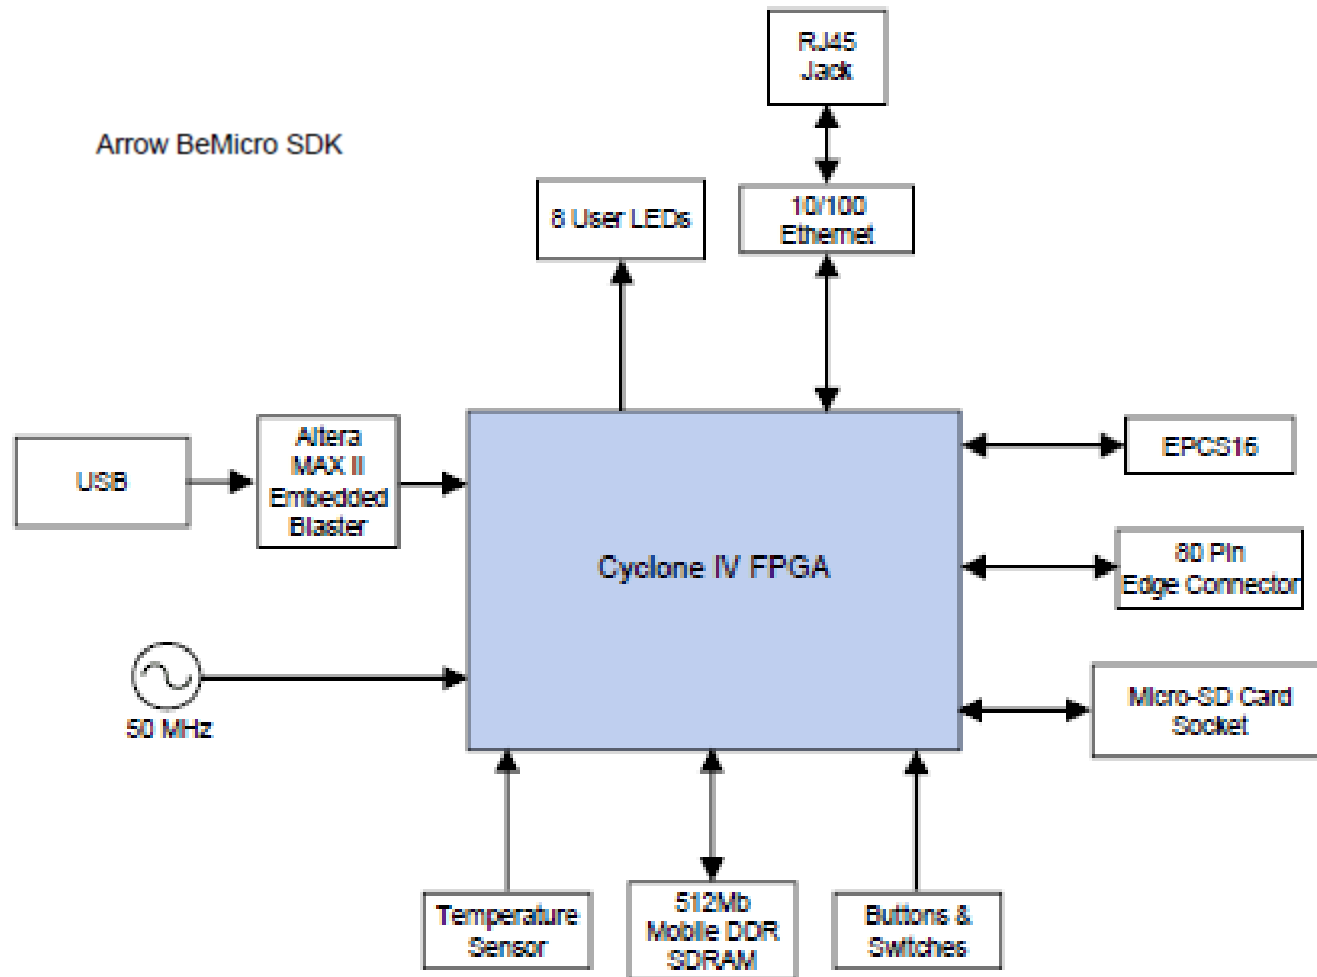 RJ45
Jack
Arrow BeMicro SDK
8 User LEDs
10/100
Ethernet
USB
Altera
MAX II
Embedded
Blaster
EPCS16
Cyclone IV FPGA
80 Pin
Edge Connector
50 MHz
Micro-SD Card
Socket
Temperature
Sensor
512Mb
Mobile DDR
SDRAM
Buttons &
Switches